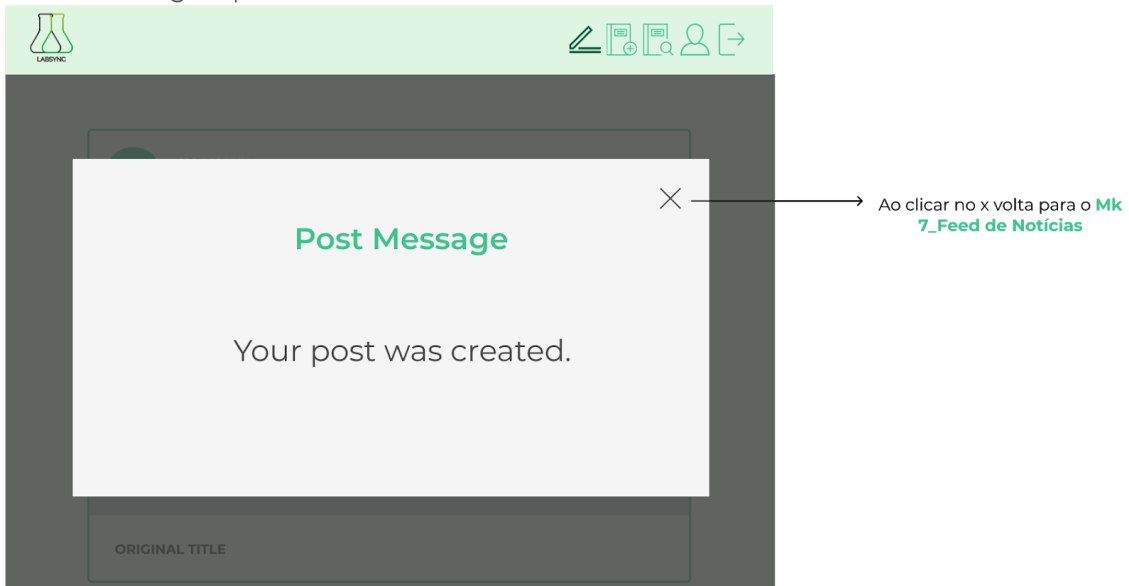 LABSYNC
Post Message
Your post was created.
ORIGINAL TITLE
Ao clicar no x volta para o Mk
7_Feed de Notícias